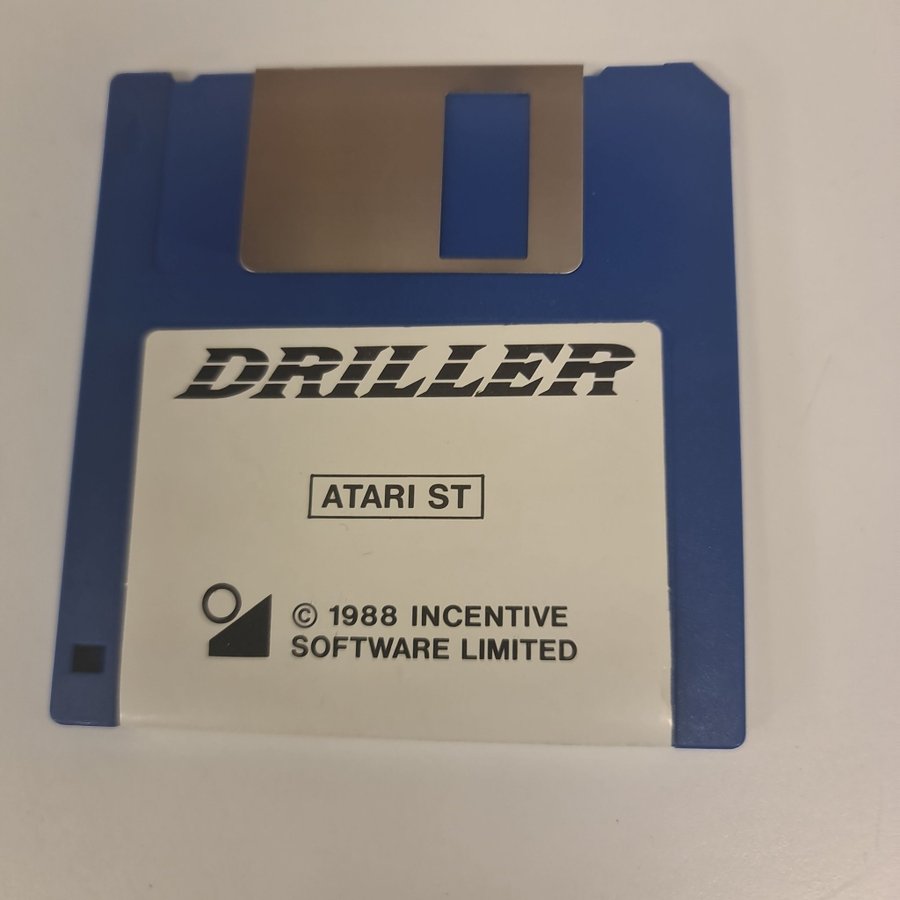 DRILLER
ATARI ST
© 1988 INCENTIVE
SOFTWARE LIMITED